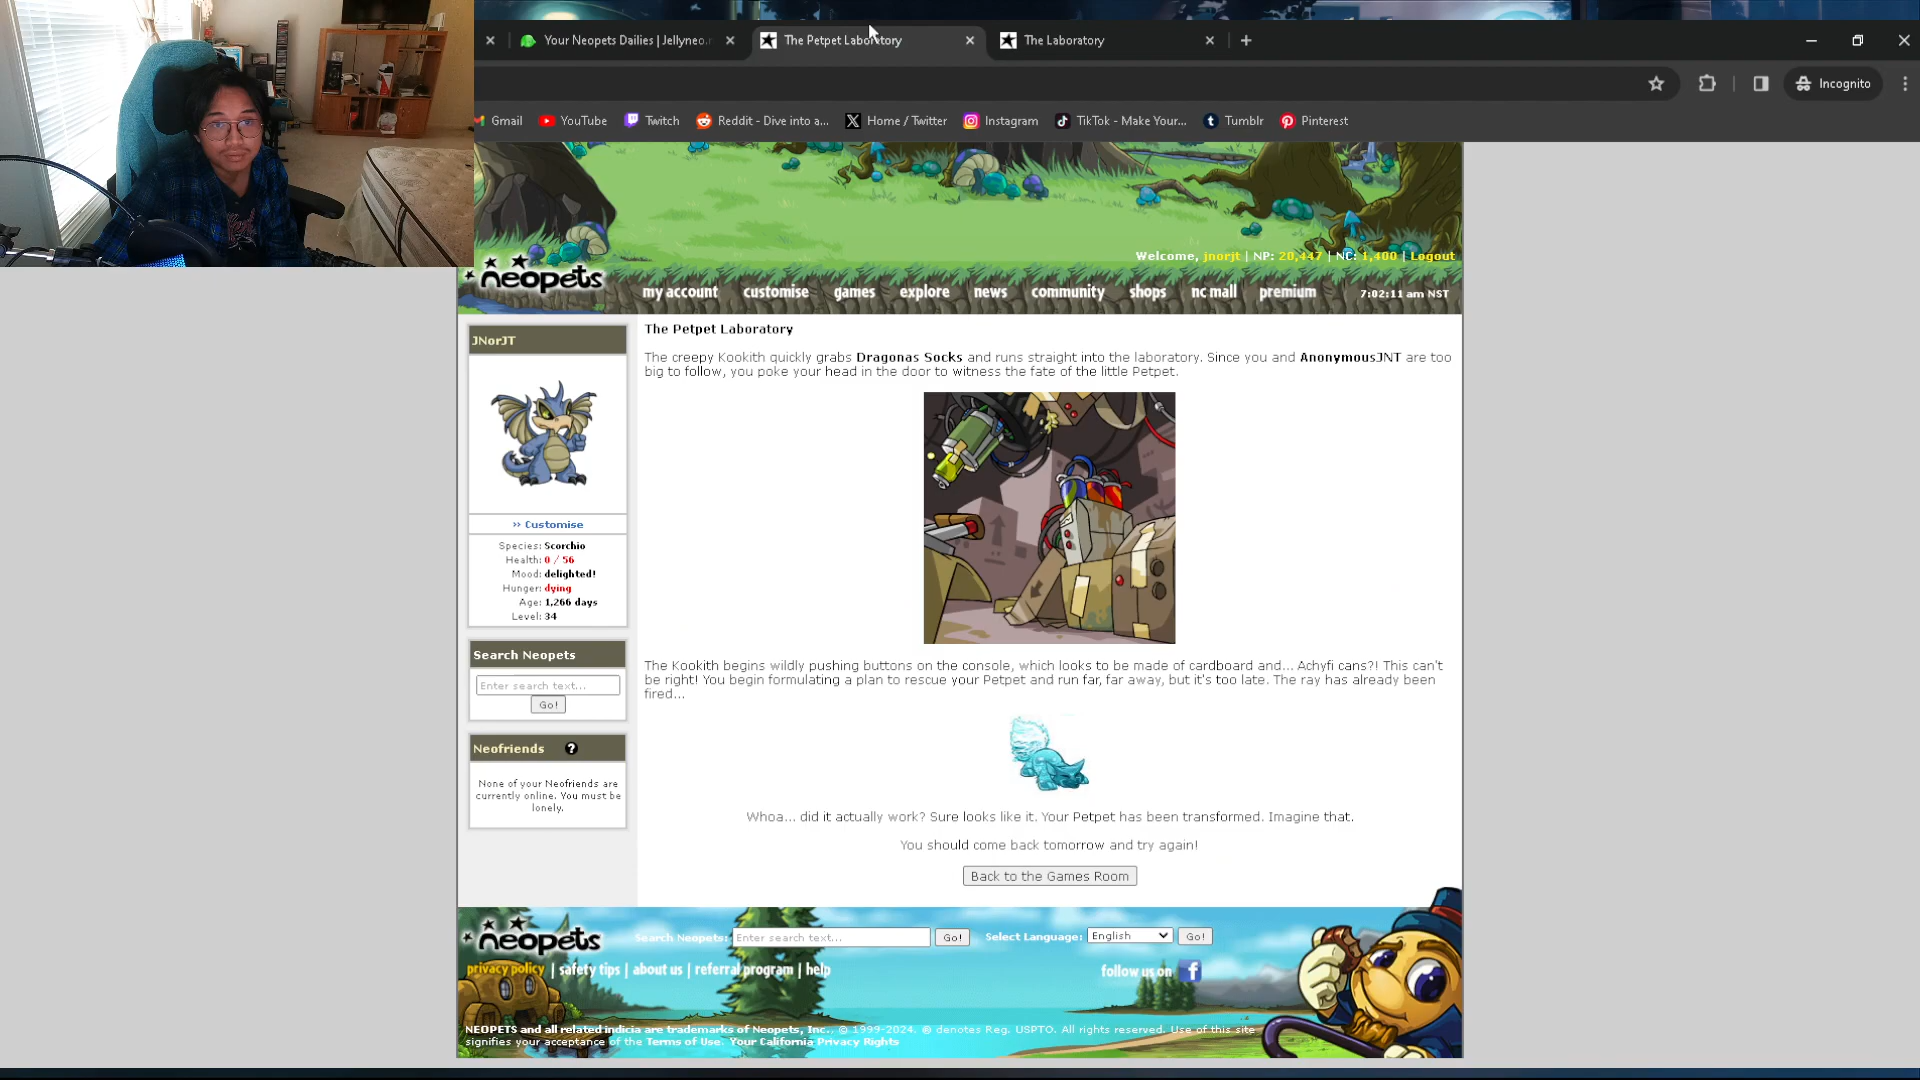 Your Neopets Dailies | Jellyneo.
The Petpet Laboratory
The Laboratory
Incognito
Gmail
YouTube
Twitch
Reddit - Dive into a...
Home / Twitter
Instagram
TikTok - Make Your...
Tumblr
Pinterest
Welcome, jnorjt | NP: 20,447 | NC: 1,400 | Logout
neopets
my account
customise
games
explore
news
community
shops
nc mall
premium
7:02:11 am NST
JNorJT
›› Customise
Species: Scorchio
Health: 0 / 56
Mood: delighted!
Hunger: dying
Age: 1,266 days
Level: 34
Search Neopets
Enter search text...
Go!
Neofriends ?
None of your Neofriends are
currently online. You must be
lonely.
The Petpet Laboratory
The creepy Kookith quickly grabs Dragonas Socks and runs straight into the laboratory. Since you and AnonymousJNT are too
big to follow, you poke your head in the door to witness the fate of the little Petpet.
The Kookith begins wildly pushing buttons on the console, which looks to be made of cardboard and... Achyfi cans?! This can't
be right! You begin formulating a plan to rescue your Petpet and run far, far away, but it's too late. The ray has already been
fired...
Whoa... did it actually work? Sure looks like it. Your Petpet has been transformed. Imagine that.
You should come back tomorrow and try again!
Back to the Games Room
neopets
Search Neopets: Enter search text... Go!
Select Language: English Go!
privacy policy | safety tips | about us | referral program | help
follow us on f
NEOPETS and all related indicia are trademarks of Neopets, Inc., © 1999-2024. ® denotes Reg. USPTO. All rights reserved. Use of this site
signifies your acceptance of the Terms of Use. Your California Privacy Rights